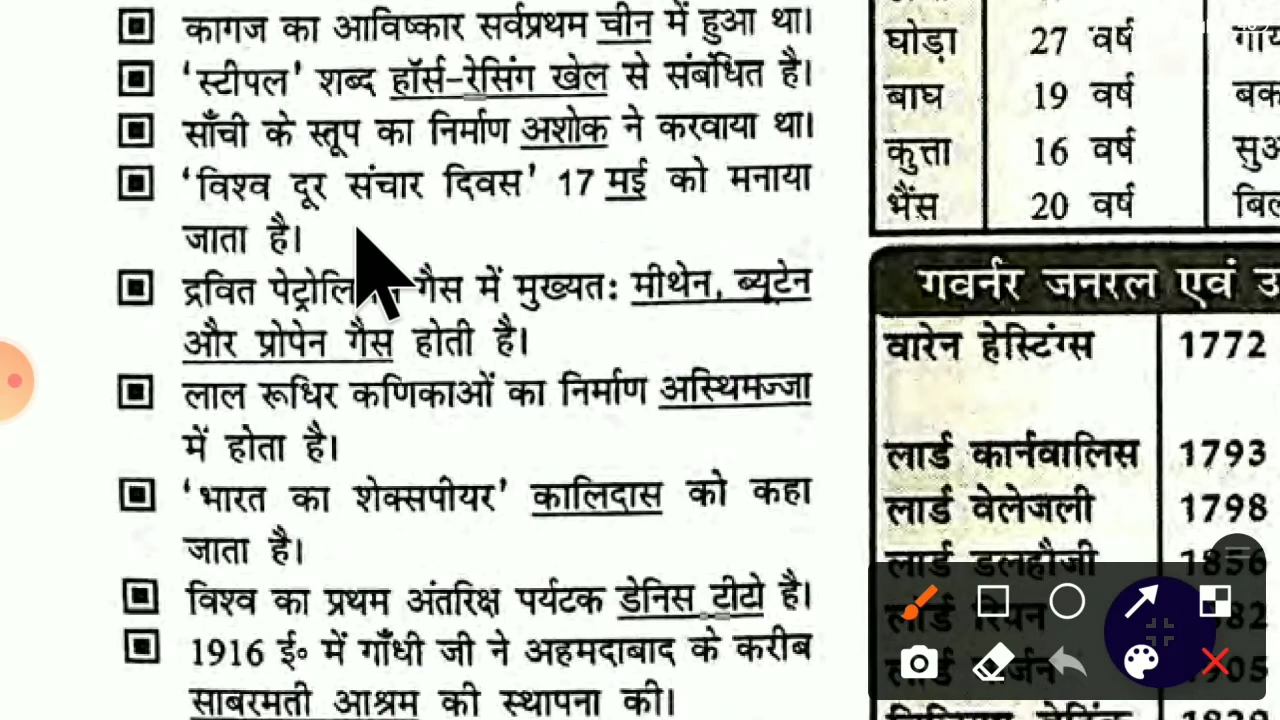 कागज का आविष्कार सर्वप्रथम चीन में हुआ था।
‘स्टीपल’ शब्द हॉर्स-रेसिंग खेल से संबंधित है।
साँची के स्तूप का निर्माण अशोक ने करवाया था।
‘विश्व दूर संचार दिवस’ 17 मई को मनाया
जाता है।
द्रवित गैस में मुख्यतः मीथेन, ब्यूटेन
और प्रोपेन गैस होती है।
लाल रूधिर कणिकाओं का निर्माण अस्थिमज्जा
में होता है।
‘भारत का शेक्सपीयर’ कालिदास को कहा
जाता है।
विश्व का प्रथम अंतरिक्ष पर्यटक डेनिस टीटो है।
1916 ई॰ में गाँधी जी ने अहमदाबाद के करीब
साबरमती आश्रम की स्थापना की।
घोड़ा 27 वर्ष
बाघ 19 वर्ष
कुत्ता 16 वर्ष
भैंस 20 वर्ष
गवर्नर जनरल एवं
वारेन हेस्टिंग्स 1772
लार्ड कार्नवालिस 1793
लार्ड वेलेजली 1798
लार्ड डलहौजी 1856
लार्ड
लार्ड